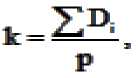 k = ∑Dᵢ / p,